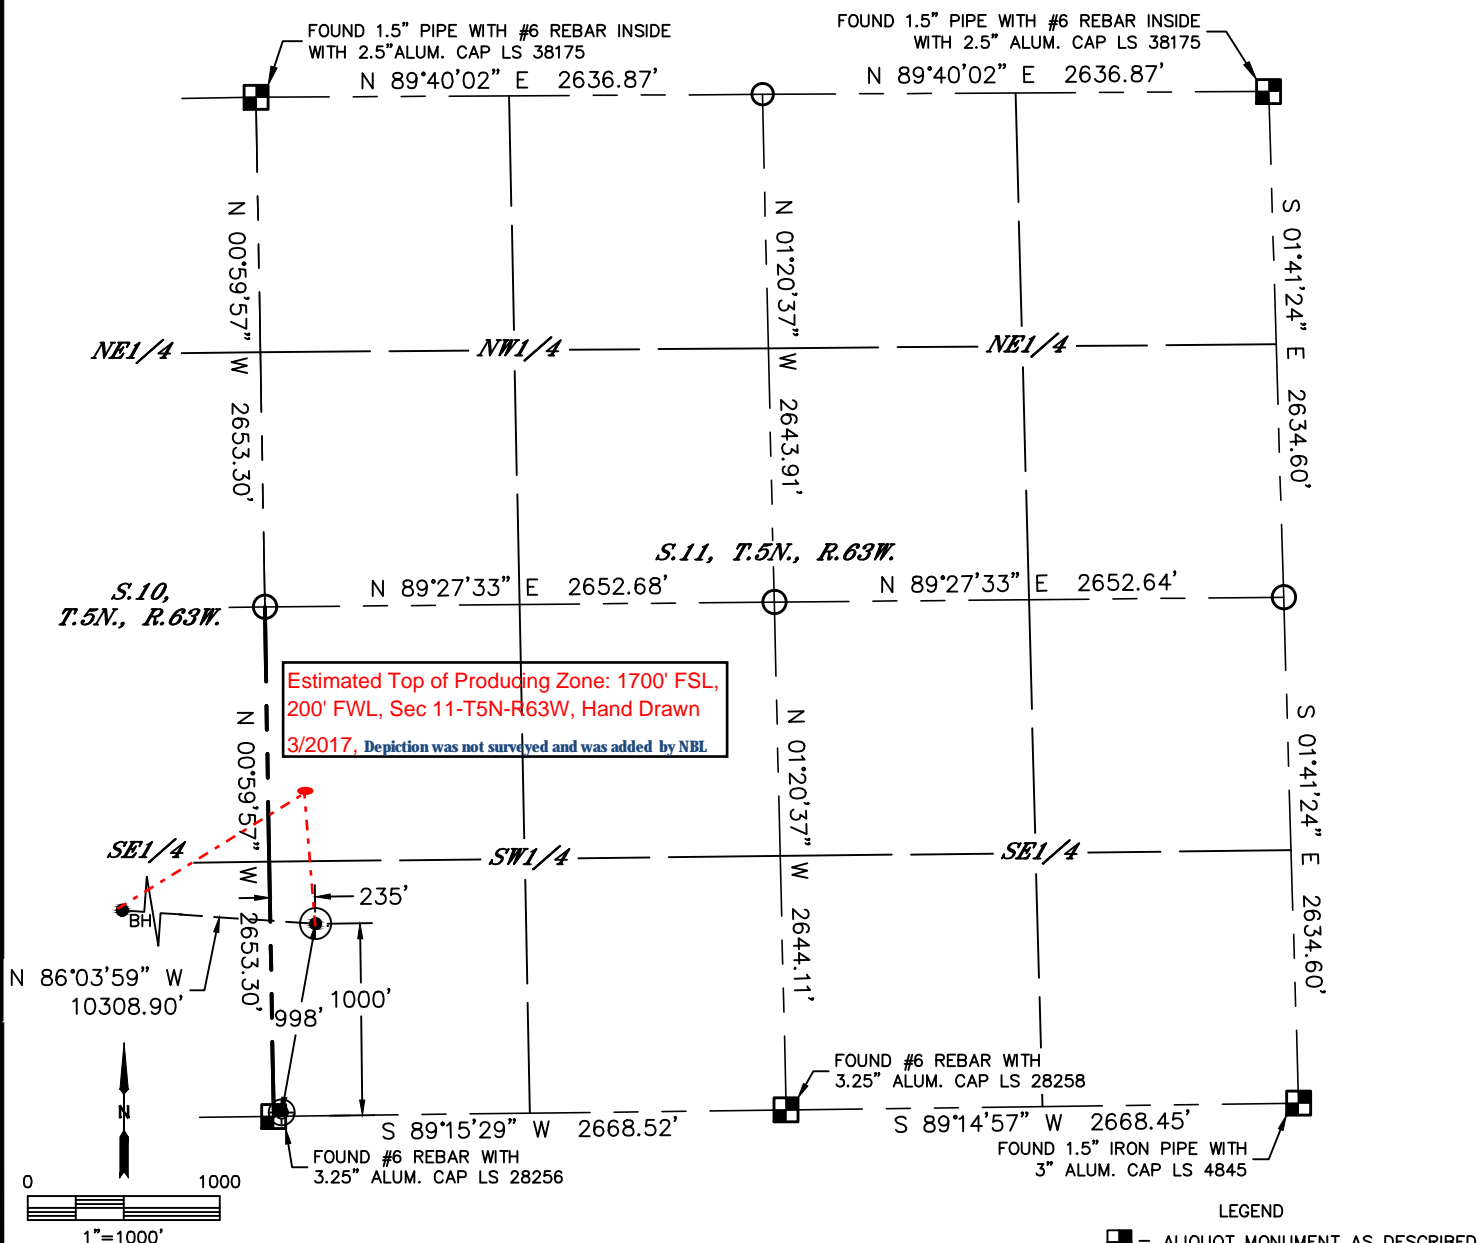 FOUND 1.5" PIPE WITH #6 REBAR INSIDE
WITH 2.5"ALUM. CAP LS 38175
FOUND 1.5" PIPE WITH #6 REBAR INSIDE
WITH 2.5" ALUM. CAP LS 38175
N 89°40'02" E 2636.87'
N 89°40'02" E 2636.87'
N 00°59'57" W 2653.30'
N 01°20'37" W 2643.91'
S 01°41'24" E 2634.60'
NE1/4
NW1/4
NE1/4
S.11, T.5N., R.63W.
S.10,
T.5N., R.63W.
N 89°27'33" E 2652.68'
N 89°27'33" E 2652.64'
Estimated Top of Producing Zone: 1700' FSL,
200' FWL, Sec 11-T5N-R63W, Hand Drawn
3/2017, Depiction was not surveyed and was added by NBL
N 00°59'57" W 2653.30'
N 01°20'37" W 2644.11'
S 01°41'24" E 2634.60'
SE1/4
SW1/4
SE1/4
235'
BH
N 86°03'59" W
10308.90'
1000'
998'
N
FOUND #6 REBAR WITH
3.25" ALUM. CAP LS 28258
S 89°15'29" W 2668.52'
S 89°14'57" W 2668.45'
FOUND #6 REBAR WITH
3.25" ALUM. CAP LS 28256
FOUND 1.5" IRON PIPE WITH
3" ALUM. CAP LS 4845
0 1000
1"=1000'
LEGEND
= ALIQUOT MONUMENT AS DESCRIBED